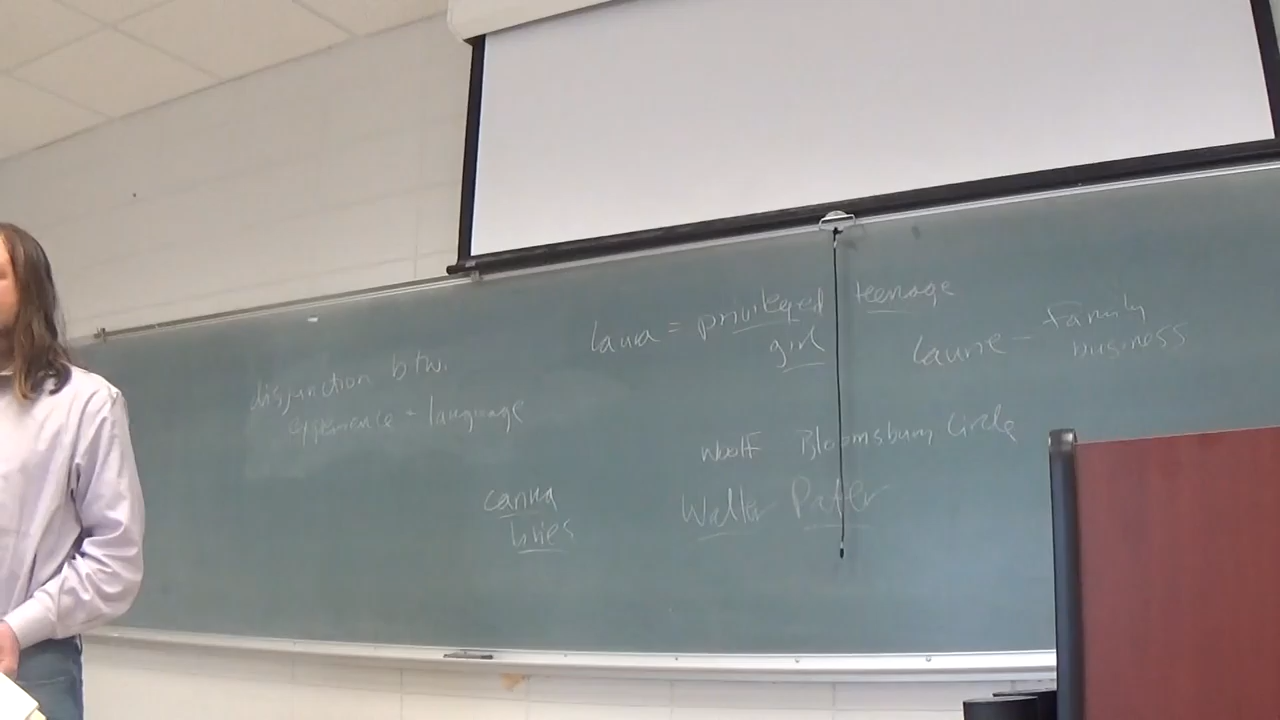 disjunction btw.
experience + language
Laura = privileged teenage
girl
Laurie - Family
business
Woolf Bloomsbury Circle
canna
lilies
Walter Pater